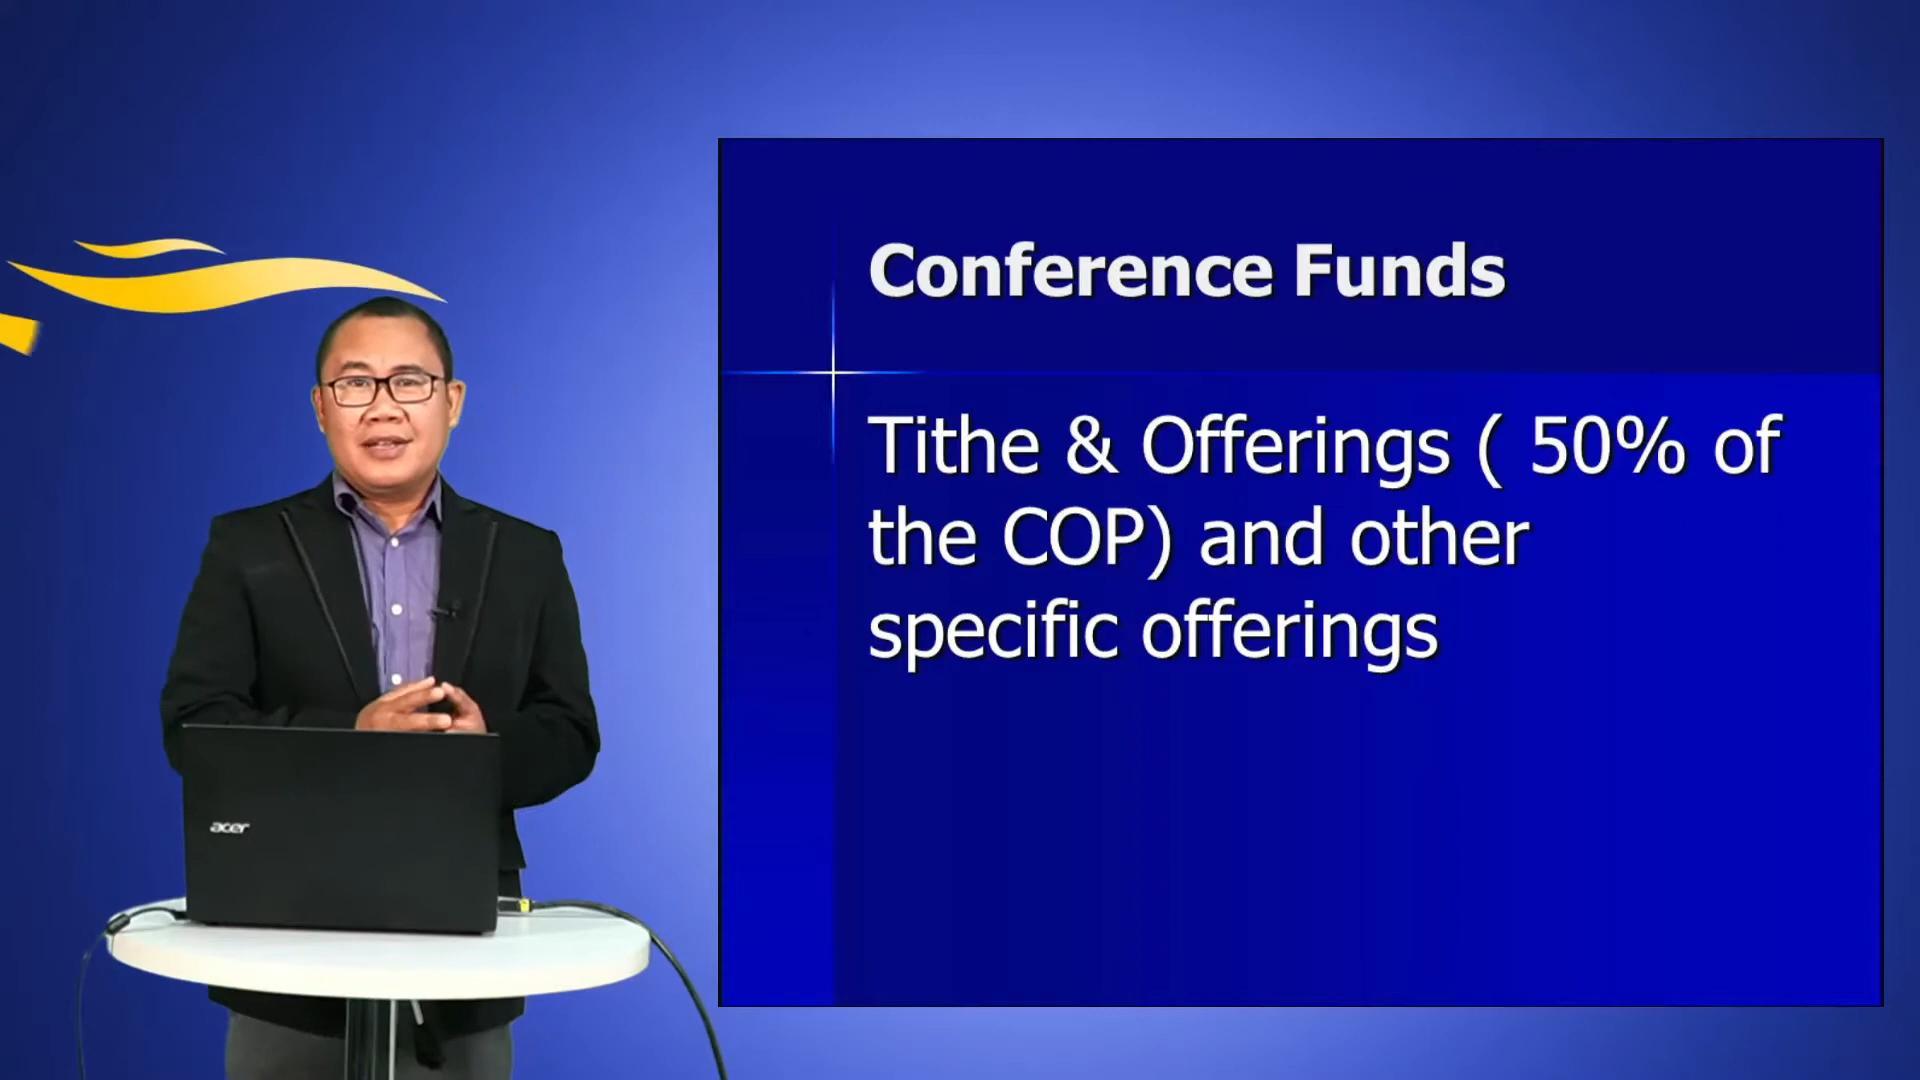 Conference Funds
Tithe & Offerings ( 50% of
the COP) and other
specific offerings
acer